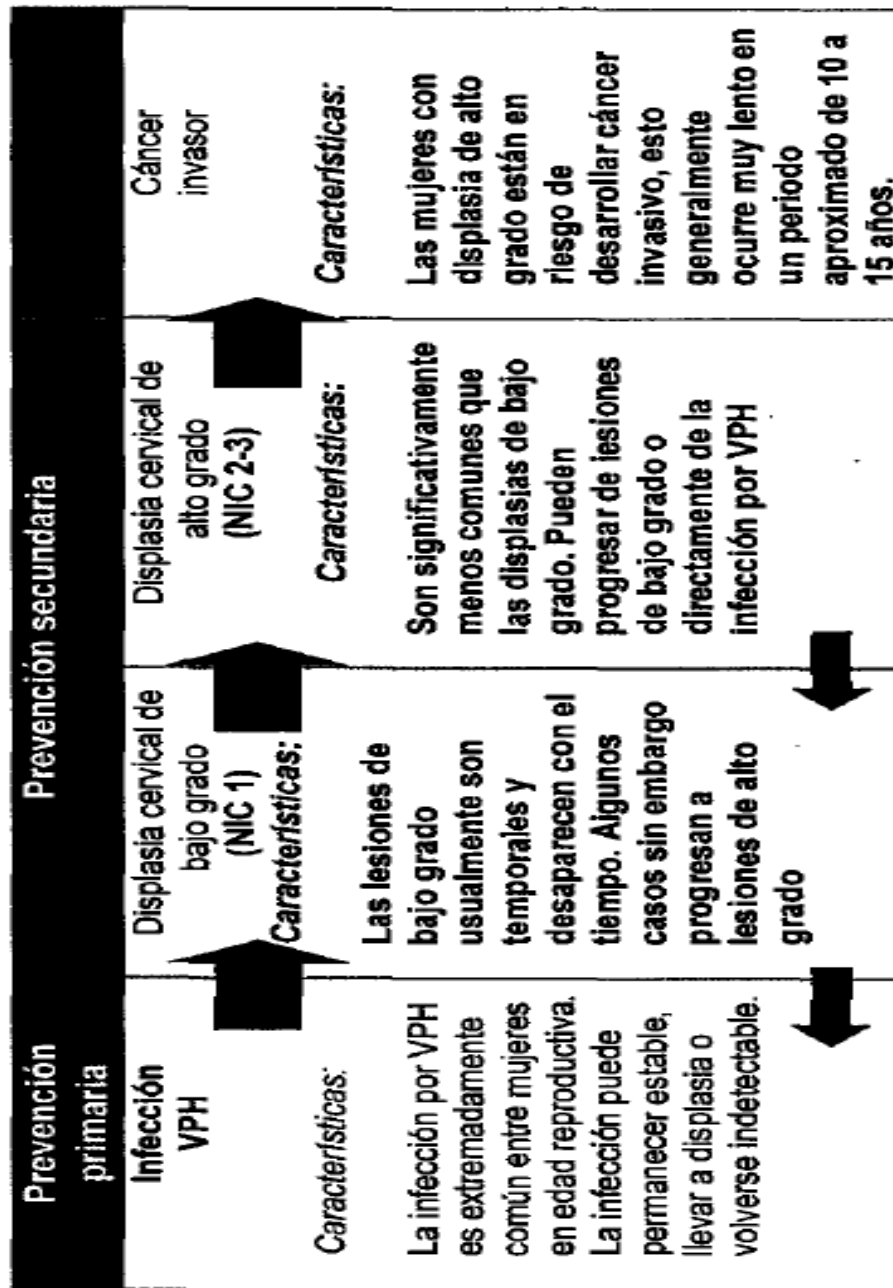 Prevención
primaria
Prevención secundaria
Infección
VPH
Displasia cervical de
bajo grado
(NIC 1)
Displasia cervical de
alto grado
(NIC 2-3)
Cáncer
invasor
Características:
La infección por VPH
es extremadamente
común entre mujeres
en edad reproductiva.
La infección puede
permanecer estable,
llevar a displasia o
volverse indetectable.
Características:
Las lesiones de
bajo grado
usualmente son
temporales y
desaparecen con el
tiempo. Algunos
casos sin embargo
progresan a
lesiones de alto
grado
Características:
Son significativamente
menos comunes que
las displasias de bajo
grado. Pueden
progresar de lesiones
de bajo grado o
directamente de la
infección por VPH
Características:
Las mujeres con
displasia de alto
grado están en
riesgo de
desarrollar cáncer
invasivo, esto
generalmente
ocurre muy lento en
un periodo
aproximado de 10 a
15 años.